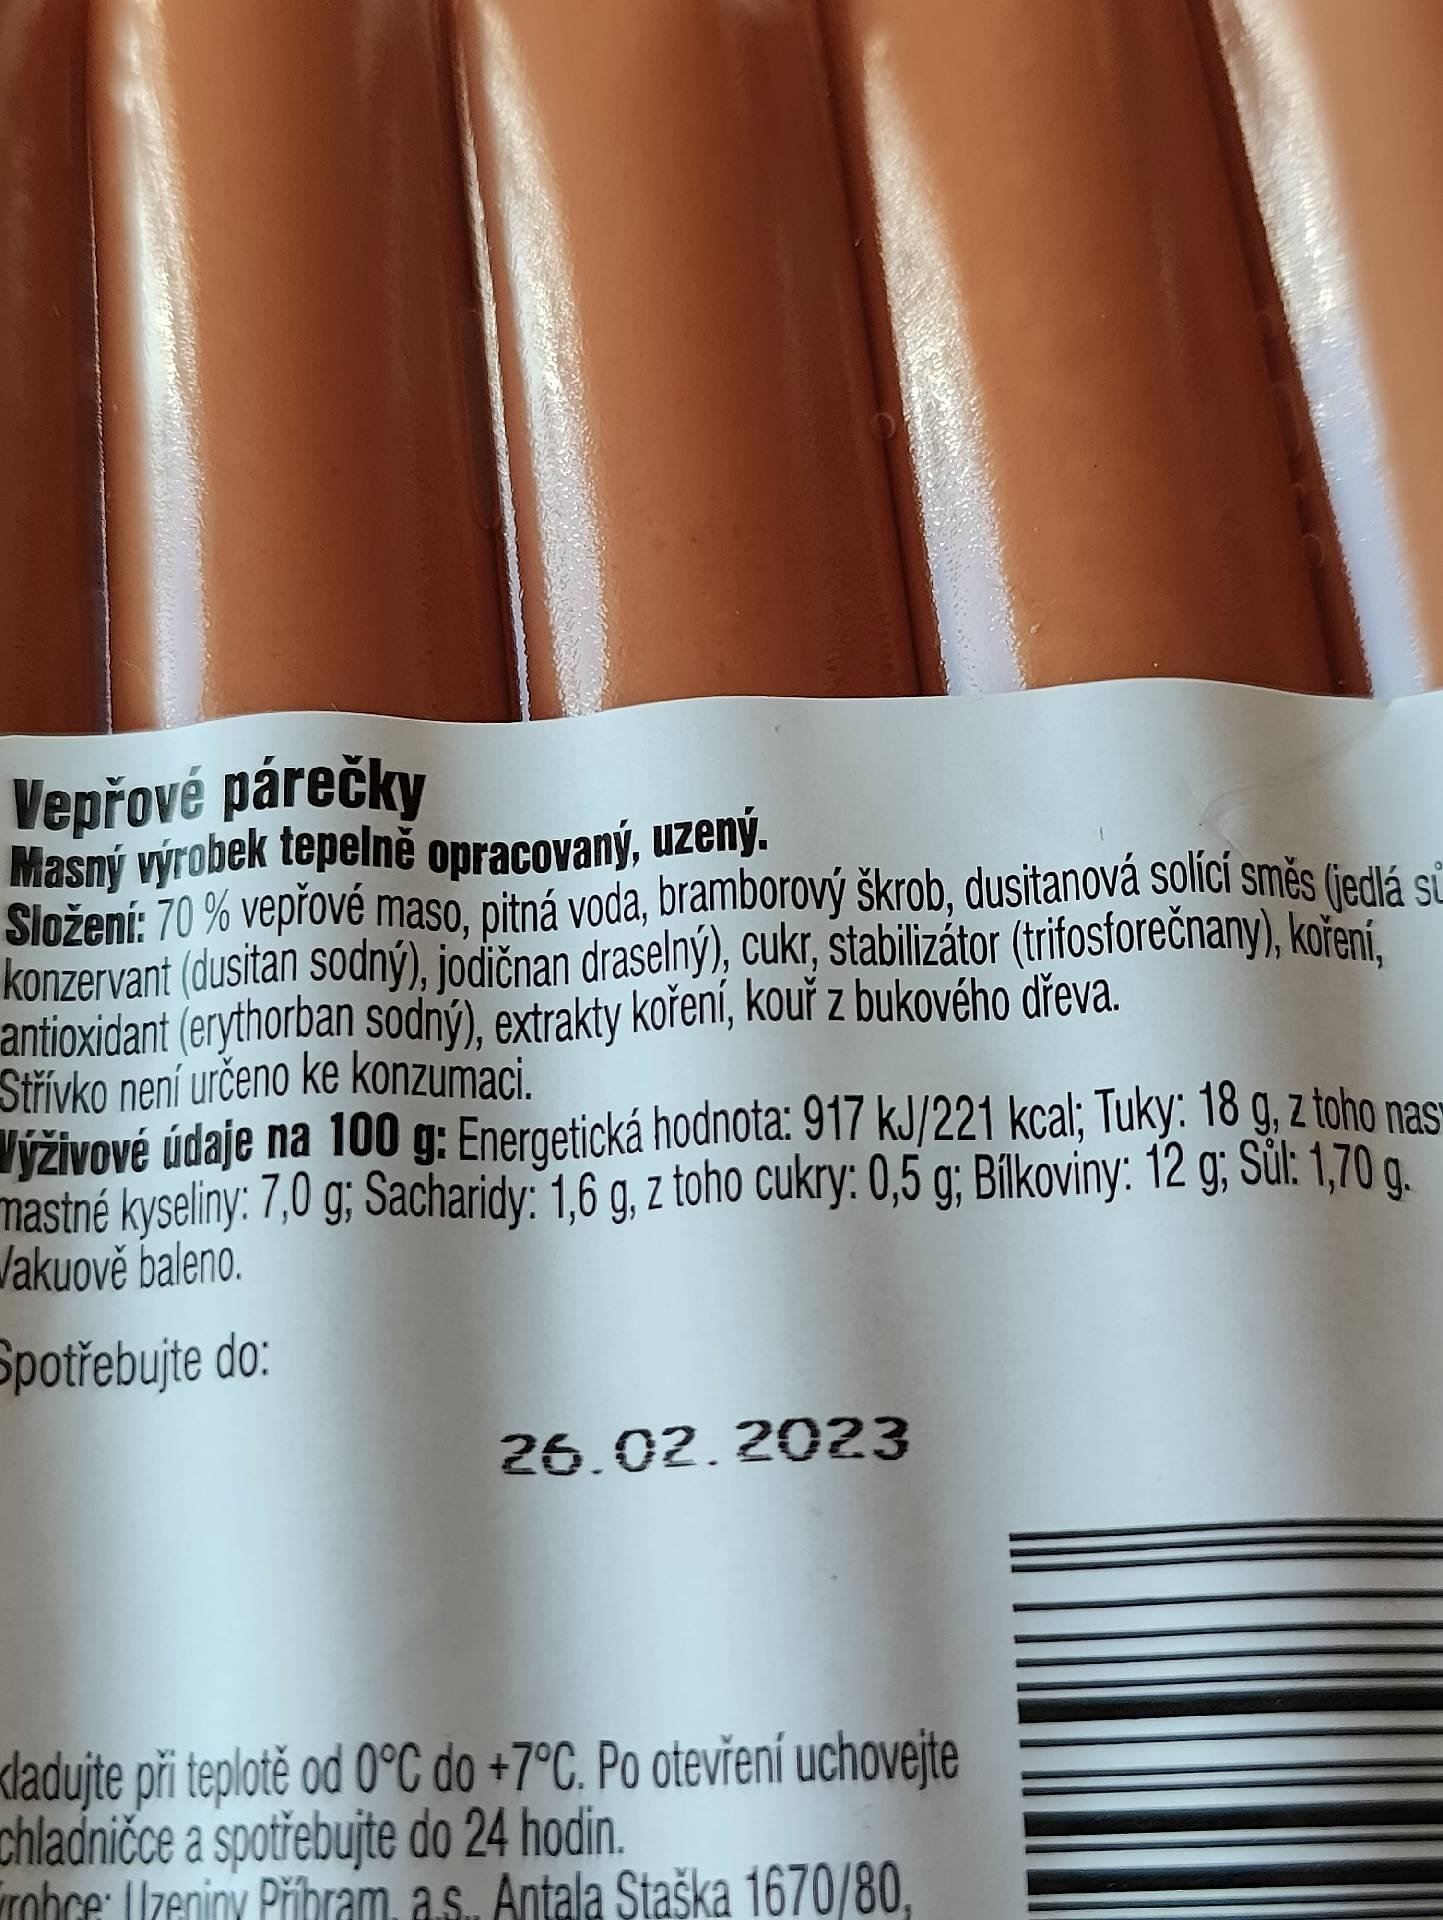 Vepřové párečky
Masný výrobek tepelně opracovaný, uzený.
Složení: 70 % vepřové maso, pitná voda, bramborový škrob, dusitanová solící směs (jedlá sů
konzervant (dusitan sodný), jodičnan draselný), cukr, stabilizátor (trifosforečnany), koření,
antioxidant (erythorban sodný), extrakty koření, kouř z bukového dřeva.
Střívko není určeno ke konzumaci.
Výživové údaje na 100 g: Energetická hodnota: 917 kJ/221 kcal; Tuky: 18 g, z toho nas
mastné kyseliny: 7,0 g; Sacharidy: 1,6 g, z toho cukry: 0,5 g; Bílkoviny: 12 g; Sůl: 1,70 g.
Vakuově baleno.
Spotřebujte do:
26.02.2023
kladujte při teplotě od 0°C do +7°C. Po otevření uchovejte
chladničce a spotřebujte do 24 hodin.
ýrobce: Uzeniny Příbram, a.s., Antala Staška 1670/80,